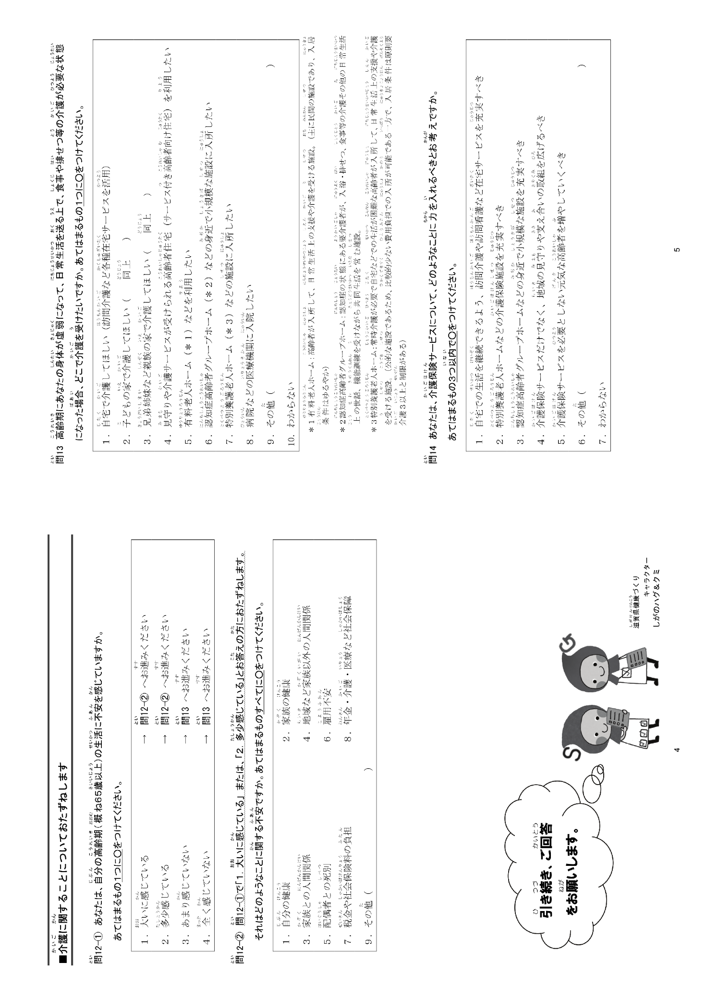 ■介護に関することについておたずねします
問12-① あなたは、自分の高齢期(概ね65歳以上)の生活に不安を感じていますか。
あてはまるもの1つに○をつけてください。
1. 大いに感じている → 問12-② へお進みください
2. 多少感じている → 問12-② へお進みください
3. あまり感じていない → 問13 へお進みください
4. 全く感じていない → 問13 へお進みください
問12-② 問12-①で「1. 大いに感じている」 または、「2. 多少感じている」とお答えの方におたずねします。
それはどのようなことに関する不安ですか。あてはまるものすべてに○をつけてください。
1. 自分の健康 2. 家族の健康
3. 家族との人間関係 4. 地域など家族以外の人間関係
5. 配偶者との死別 6. 雇用不安
7. 税金や社会保険料の負担 8. 年金・介護・医療など社会保障
9. その他 ( )
引き続き、ご回答
をお願いします。
S
G
滋賀県健康づくり
キャラクター
しがのハグ&クミ
4
問13 高齢期にあなたの身体が虚弱になって、日常生活を送る上で、食事や排せつ等の介護が必要な状態
になった場合、どこで介護を受けたいですか。あてはまるもの1つに○をつけてください。
1. 自宅で介護してほしい（訪問介護など各種在宅サービスを活用）
2. 子どもの家で介護してほしい ( 同上 )
3. 兄弟姉妹など親族の家で介護してほしい ( 同上 )
4. 見守りや介護サービスが受けられる高齢者住宅（サービス付き高齢者向け住宅）を利用したい
5. 有料老人ホーム（＊1）などを利用したい
6. 認知症高齢者グループホーム（＊2）などの身近で小規模な施設に入所したい
7. 特別養護老人ホーム（＊3）などの施設に入所したい
8. 病院などの医療機関に入院したい
9. その他 ( )
10. わからない
＊1有料老人ホーム：高齢者が入所して、日常生活上の支援や介護を受ける施設。（主に民間の施設であり、入居
条件はゆるやか）
＊2認知症高齢者グループホーム：認知症の状態にある要介護者が、入浴・排せつ、食事等の介護その他の日常生活
上の世話、機能訓練を受けながら共同生活を営む施設。
＊3特別養護老人ホーム：常時介護が必要で自宅などでの生活が困難な高齢者が入所して、日常生活上の支援や介護
を受ける施設。（公的な施設であるため、比較的少ない費用負担での入所が可能である一方で、入居条件は原則要
介護3以上と制限がある）
問14 あなたは、介護保険サービスについて、どのようなことに力を入れるべきとお考えですか。
あてはまるもの3つ以内で○をつけてください。
1. 自宅での生活を継続できるよう、訪問介護や訪問看護など在宅サービスを充実すべき
2. 特別養護老人ホームなどの介護保険施設を充実すべき
3. 認知症高齢者グループホームなどの身近で小規模な施設を充実すべき
4. 介護保険サービスだけでなく、地域の見守りや支え合いの取組を広げるべき
5. 介護保険サービスを必要としない元気な高齢者を増やしていくべき
6. その他 ( )
7. わからない
5